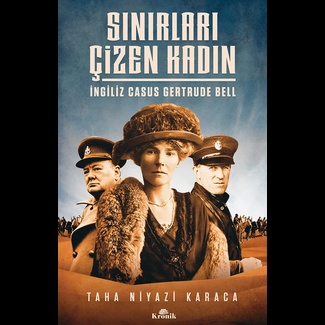 SINIRLARI
ÇİZEN KADIN
İNGİLİZ CASUS GERTRUDE BELL
TAHA NİYAZİ KARACA
Kronik